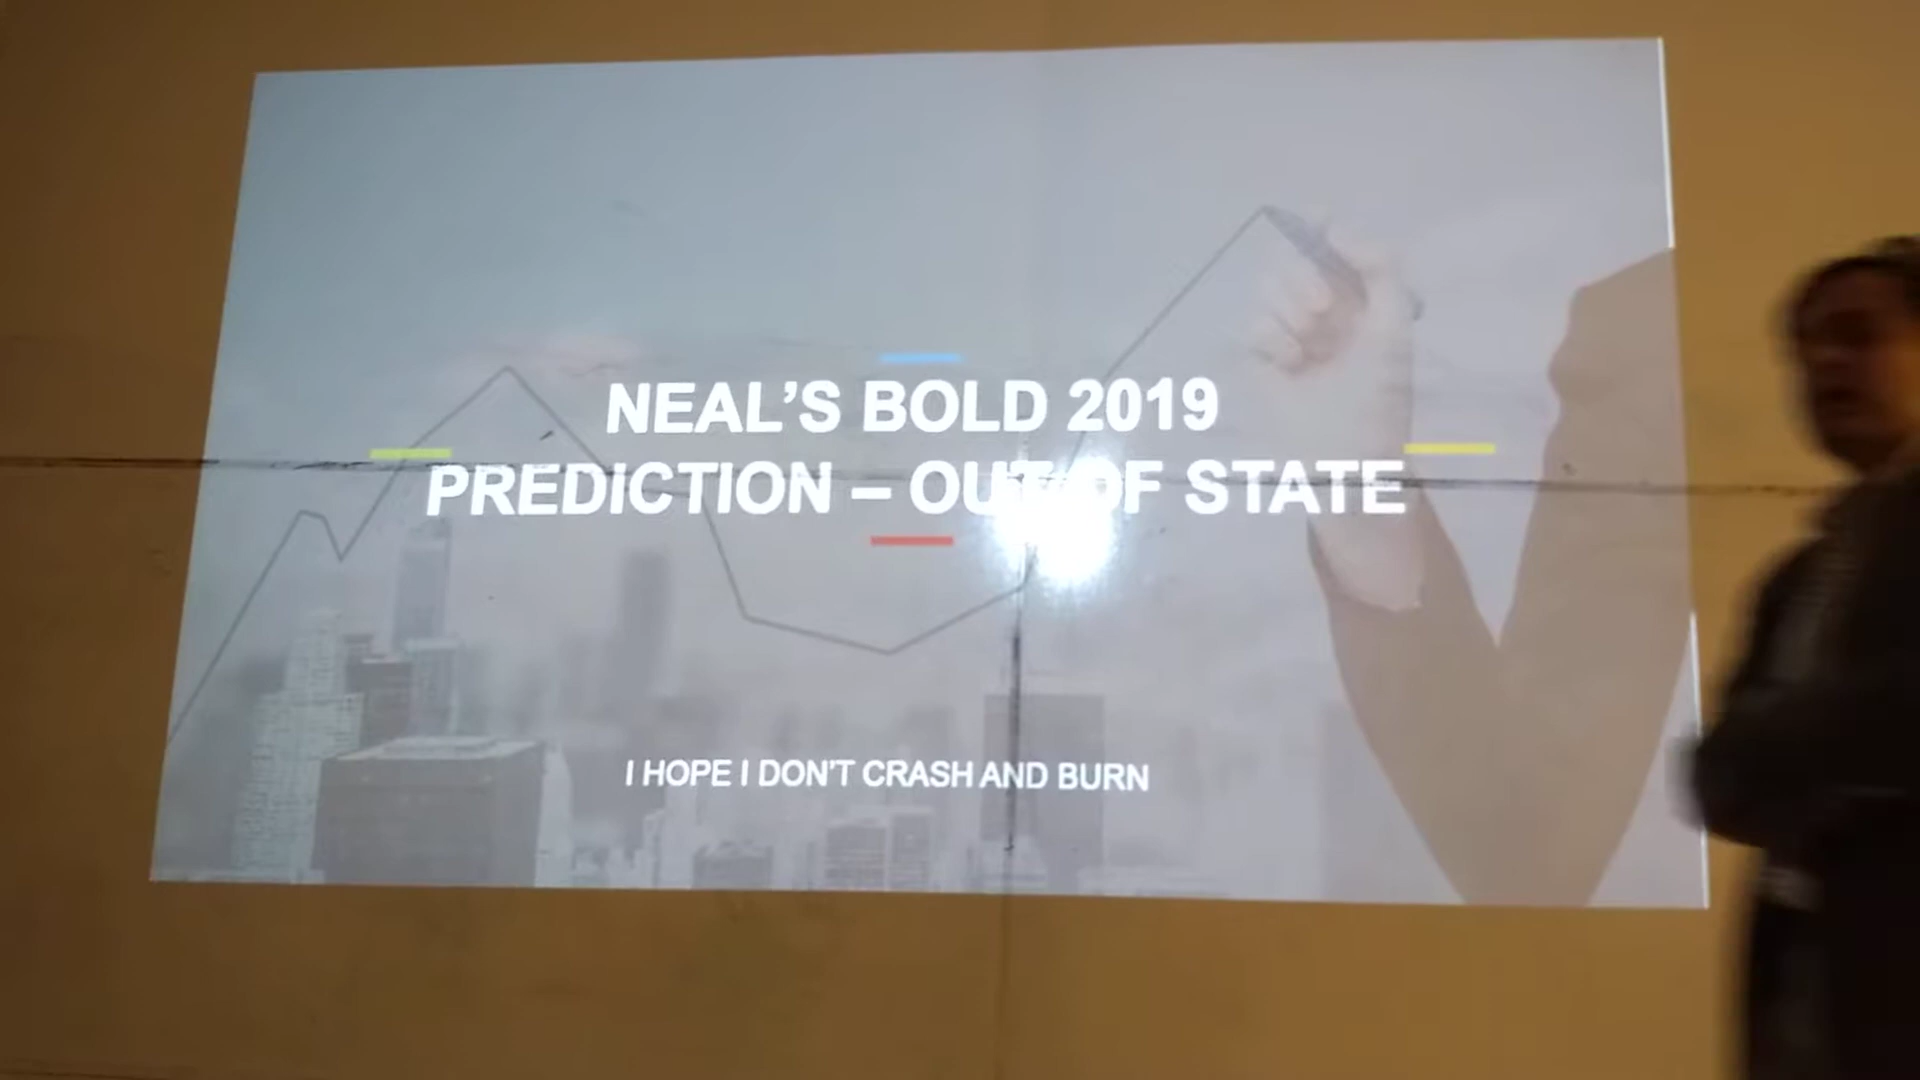 NEAL'S BOLD 2019
PREDICTION – OUT OF STATE
I HOPE I DON'T CRASH AND BURN